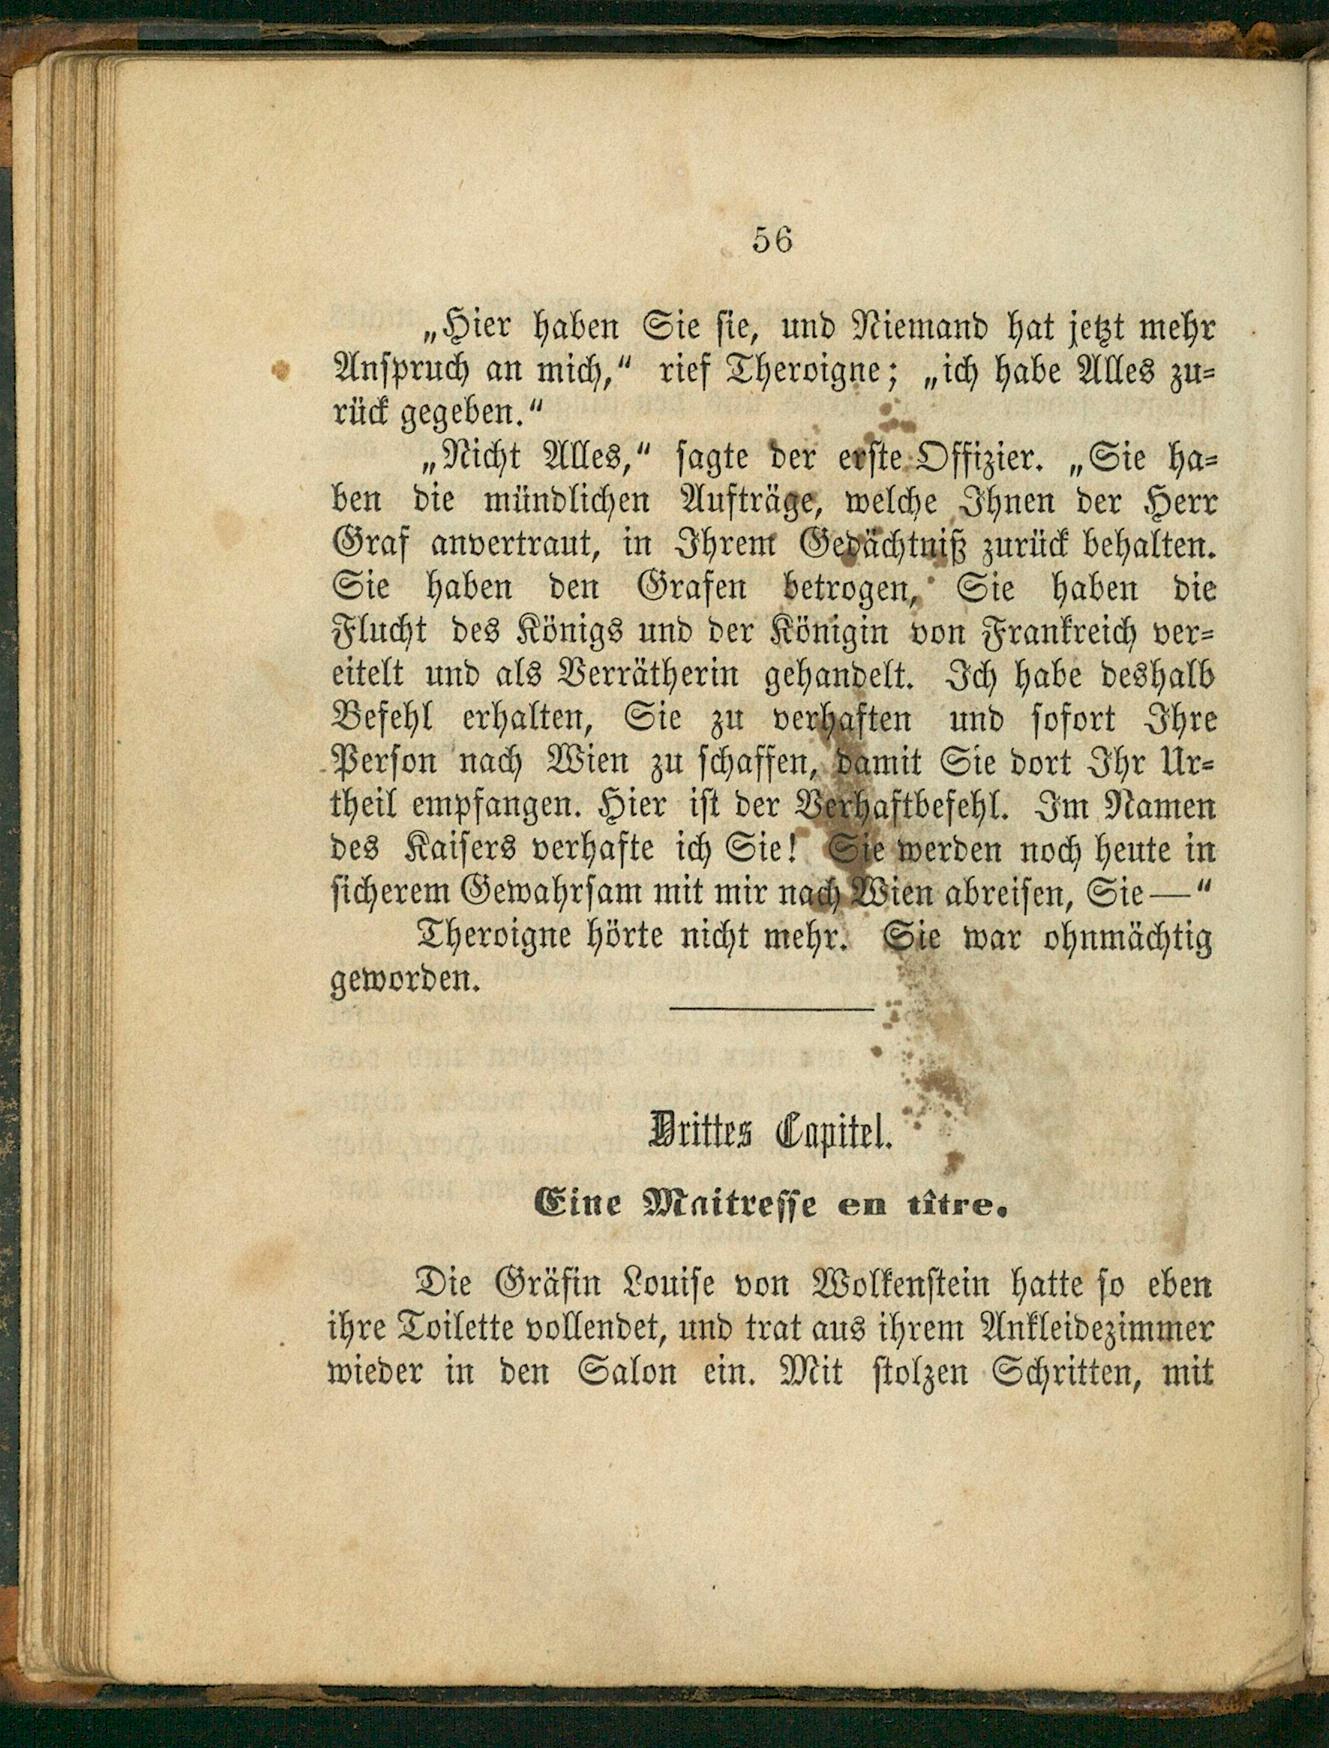 56
„Hier haben Sie sie, und Niemand hat jetzt mehr
Anspruch an mich,“ rief Theroigne; „ich habe Alles zu=
rück gegeben.“
„Nicht Alles,“ sagte der erste Offizier. „Sie ha=
ben die mündlichen Aufträge, welche Ihnen der Herr
Graf anvertraut, in Ihrem Gedächtniß zurück behalten.
Sie haben den Grafen betrogen, Sie haben die
Flucht des Königs und der Königin von Frankreich ver=
eitelt und als Verrätherin gehandelt. Ich habe deshalb
Befehl erhalten, Sie zu verhaften und sofort Ihre
Person nach Wien zu schaffen, damit Sie dort Ihr Ur=
theil empfangen. Hier ist der Verhaftbefehl. Im Namen
des Kaisers verhafte ich Sie! Sie werden noch heute in
sicherem Gewahrsam mit mir nach Wien abreisen, Sie—“
Theroigne hörte nicht mehr. Sie war ohnmächtig
geworden.
Drittes Capitel.
Eine Maitresse en tître.
Die Gräfin Louise von Wolkenstein hatte so eben
ihre Toilette vollendet, und trat aus ihrem Ankleidezimmer
wieder in den Salon ein. Mit stolzen Schritten, mit